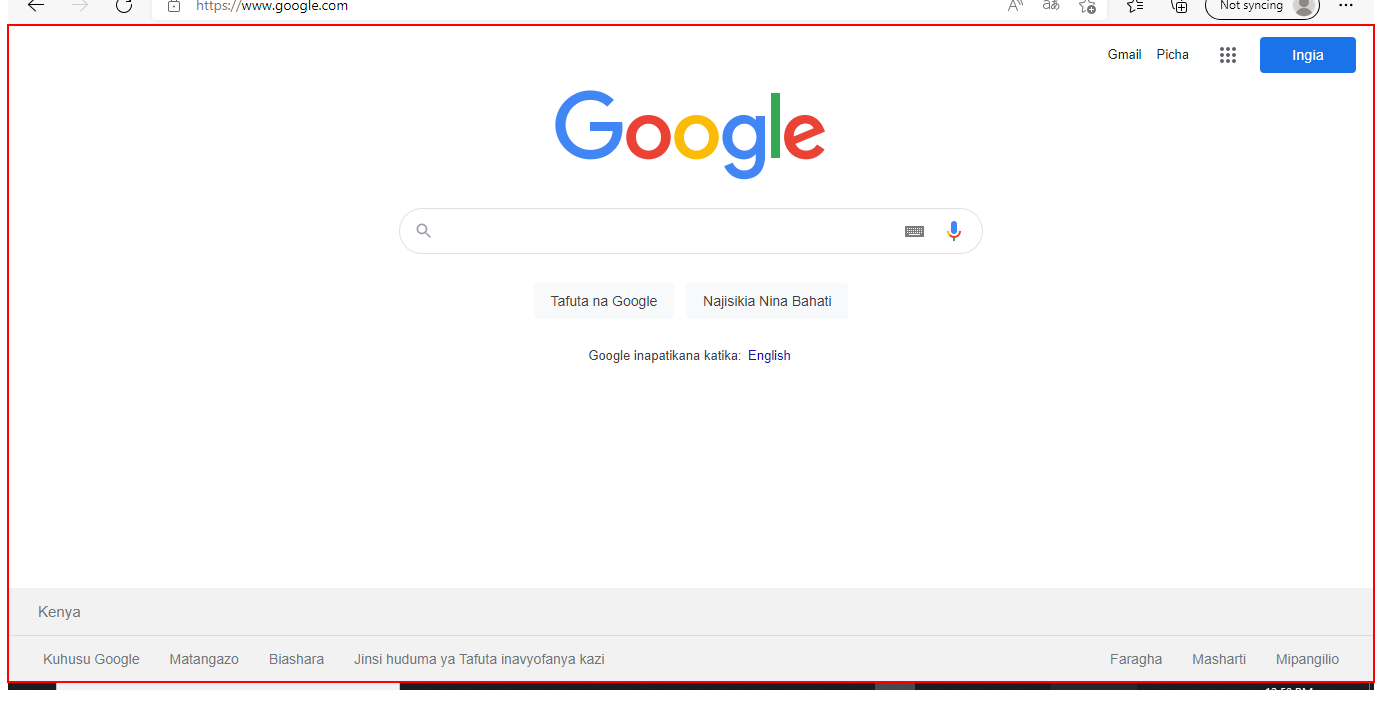 https://www.google.com
Not syncing
Gmail Picha Ingia
Google
Tafuta na Google Najisikia Nina Bahati
Google inapatikana katika: English
Kenya
Kuhusu Google Matangazo Biashara Jinsi huduma ya Tafuta inavyofanya kazi Faragha Masharti Mipangilio